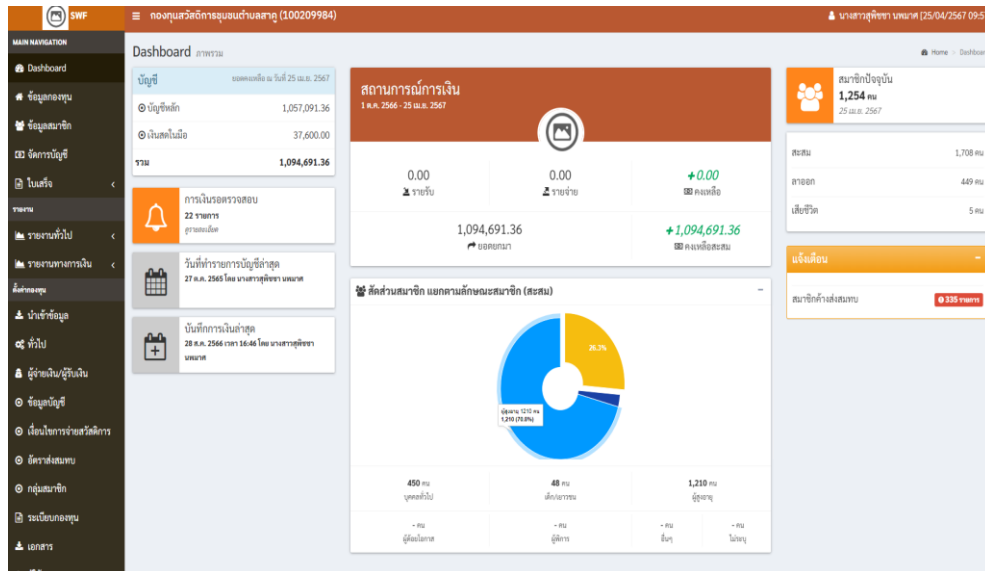 SWF
กองทุนสวัสดิการชุมชนตำบลสากู (100209984)
นางสาวสุพิชชา นพมาศ [25/04/2567 09:5
MAIN NAVIGATION
Dashboard
ข้อมูลกองทุน
ข้อมูลสมาชิก
จัดการบัญชี
ใบเสร็จ
รายงาน
รายงานทั่วไป
รายงานทางการเงิน
ตั้งค่ากองทุน
นำเข้าข้อมูล
ทั่วไป
ผู้จ่ายเงิน/ผู้รับเงิน
ข้อมูลบัญชี
เงื่อนไขการจ่ายสวัสดิการ
อัตราส่งสมทบ
กลุ่มสมาชิก
ระเบียบกองทุน
เอกสาร
Dashboard ภาพรวม
Home > Dashboar
บัญชี ยอดคงเหลือ ณ วันที่ 25 เม.ย. 2567
บัญชีหลัก 1,057,091.36
เงินสดในมือ 37,600.00
รวม 1,094,691.36
การเงินรอตรวจสอบ
22 รายการ
ดูรายละเอียด
วันที่ทำรายการบัญชีล่าสุด
27 ต.ค. 2565 โดย นางสาวสุพิชชา นพมาศ
บันทึกการเงินล่าสุด
28 ส.ค. 2566 เวลา 16:46 โดย นางสาวสุพิชชา
นพมาศ
สถานการณ์การเงิน
1 ต.ค. 2566 - 25 เม.ย. 2567
0.00 0.00 +0.00
รายรับ รายจ่าย คงเหลือ
1,094,691.36 +1,094,691.36
ยอดยกมา คงเหลือสะสม
สัดส่วนสมาชิก แยกตามลักษณะสมาชิก (สะสม)
26.3%
ผู้สูงอายุ 1210 คน
1,210 (70.8%)
450 คน 48 คน 1,210 คน
บุคคลทั่วไป เด็ก/เยาวชน ผู้สูงอายุ
- คน - คน - คน - คน
ผู้ด้อยโอกาส ผู้พิการ อื่นๆ ไม่ระบุ
สมาชิกปัจจุบัน
1,254 คน
25 เม.ย. 2567
สะสม 1,708 คน
ลาออก 449 คน
เสียชีวิต 5 คน
แจ้งเตือน
สมาชิกค้างส่งสมทบ 335 รายการ